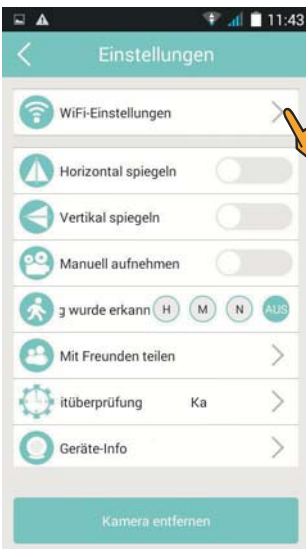 11:43
Einstellungen
WiFi-Einstellungen
Horizontal spiegeln
Vertikal spiegeln
Manuell aufnehmen
g wurde erkann H M N AUS
Mit Freunden teilen
itüberprüfung Ka
Geräte-Info
Kamera entfernen